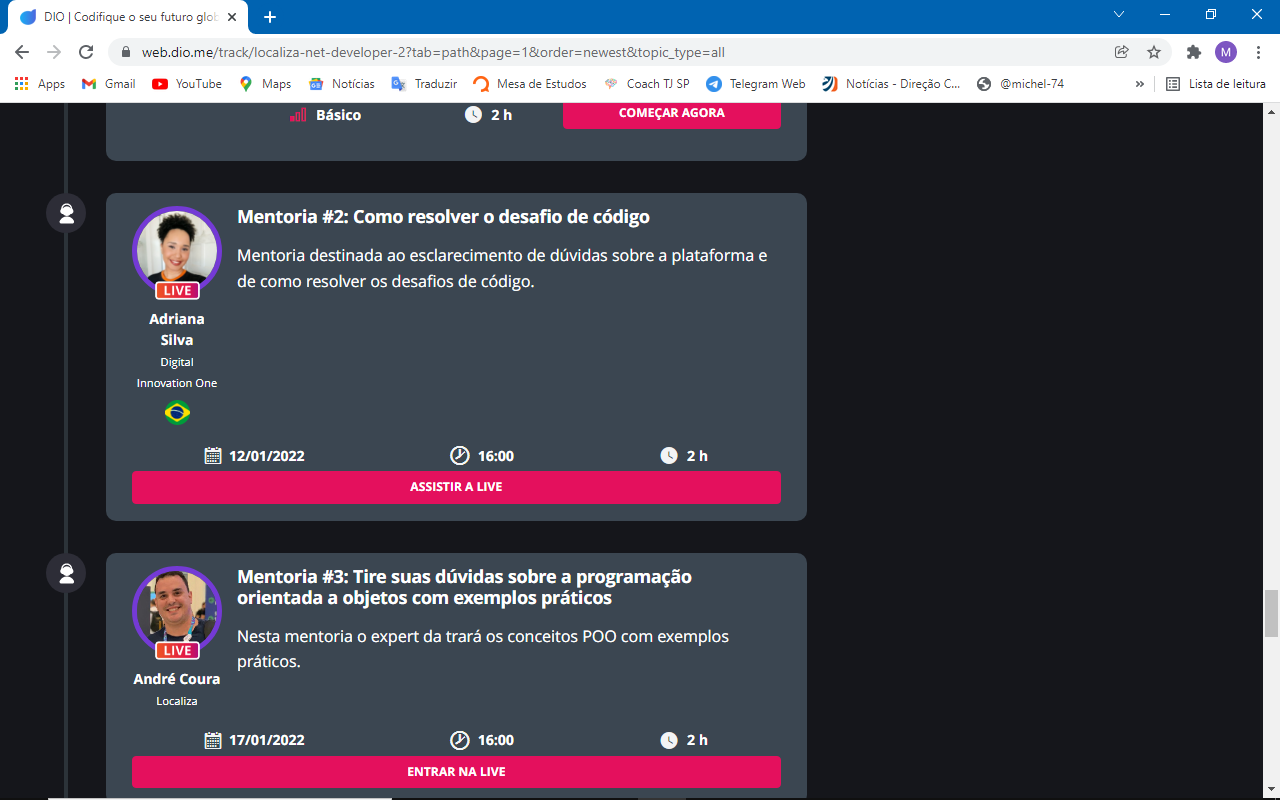 DIO | Codifique o seu futuro glob
web.dio.me/track/localiza-net-developer-2?tab=path&page=1&order=newest&topic_type=all
M
Apps Gmail YouTube Maps Notícias Traduzir Mesa de Estudos Coach TJ SP Telegram Web Notícias - Direção C... @michel-74 » Lista de leitura
Básico 2 h COMEÇAR AGORA
Mentoria #2: Como resolver o desafio de código
Mentoria destinada ao esclarecimento de dúvidas sobre a plataforma e
de como resolver os desafios de código.
LIVE
Adriana
Silva
Digital
Innovation One
12/01/2022 16:00 2 h
ASSISTIR A LIVE
Mentoria #3: Tire suas dúvidas sobre a programação
orientada a objetos com exemplos práticos
Nesta mentoria o expert da trará os conceitos POO com exemplos
práticos.
LIVE
André Coura
Localiza
17/01/2022 16:00 2 h
ENTRAR NA LIVE